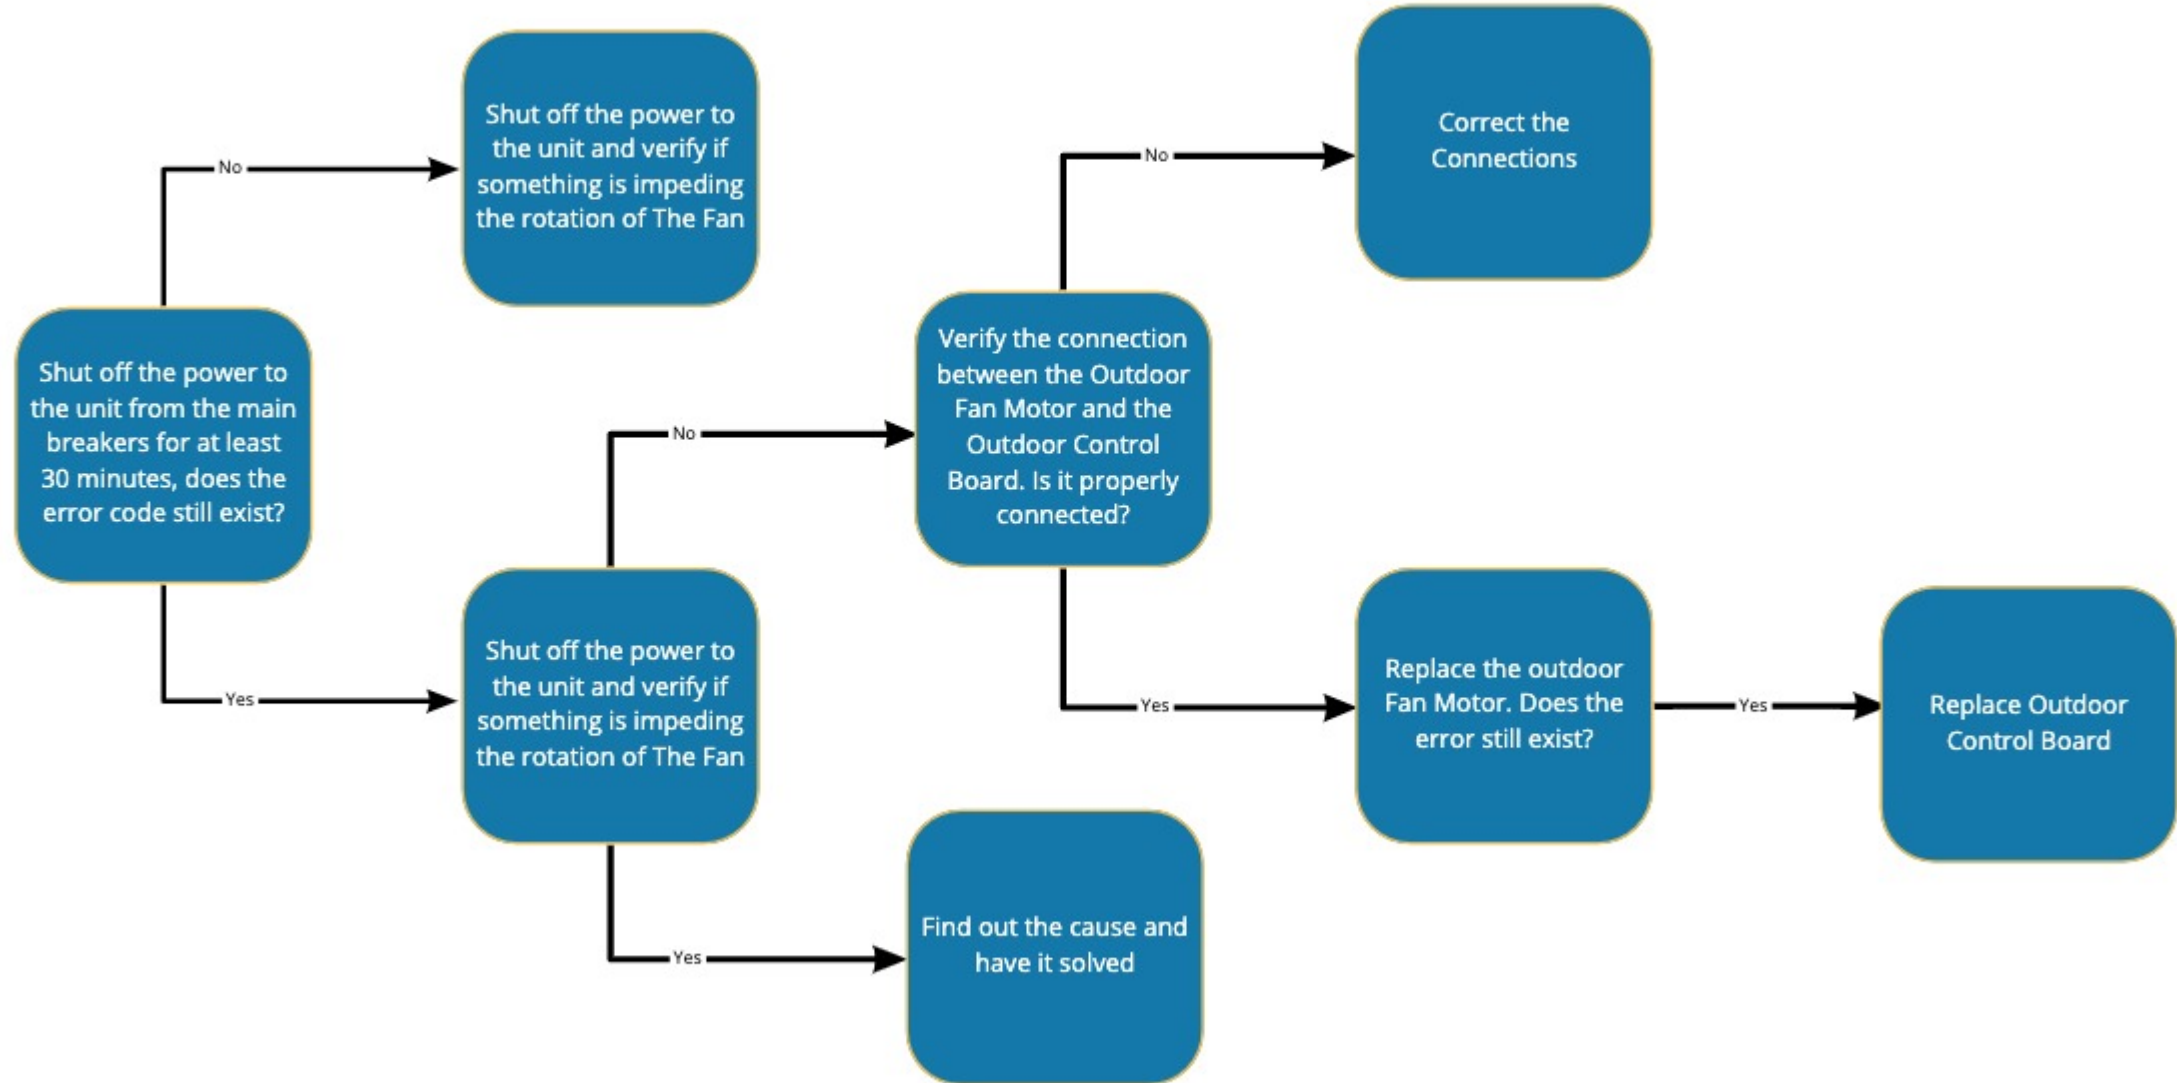 Shut off the power to
the unit and verify if
something is impeding
the rotation of The Fan
No
Shut off the power to
the unit from the main
breakers for at least
30 minutes, does the
error code still exist?
Yes
Shut off the power to
the unit and verify if
something is impeding
the rotation of The Fan
No
Verify the connection
between the Outdoor
Fan Motor and the
Outdoor Control
Board. Is it properly
connected?
No
Correct the
Connections
Yes
Replace the outdoor
Fan Motor. Does the
error still exist?
Yes
Replace Outdoor
Control Board
Yes
Find out the cause and
have it solved